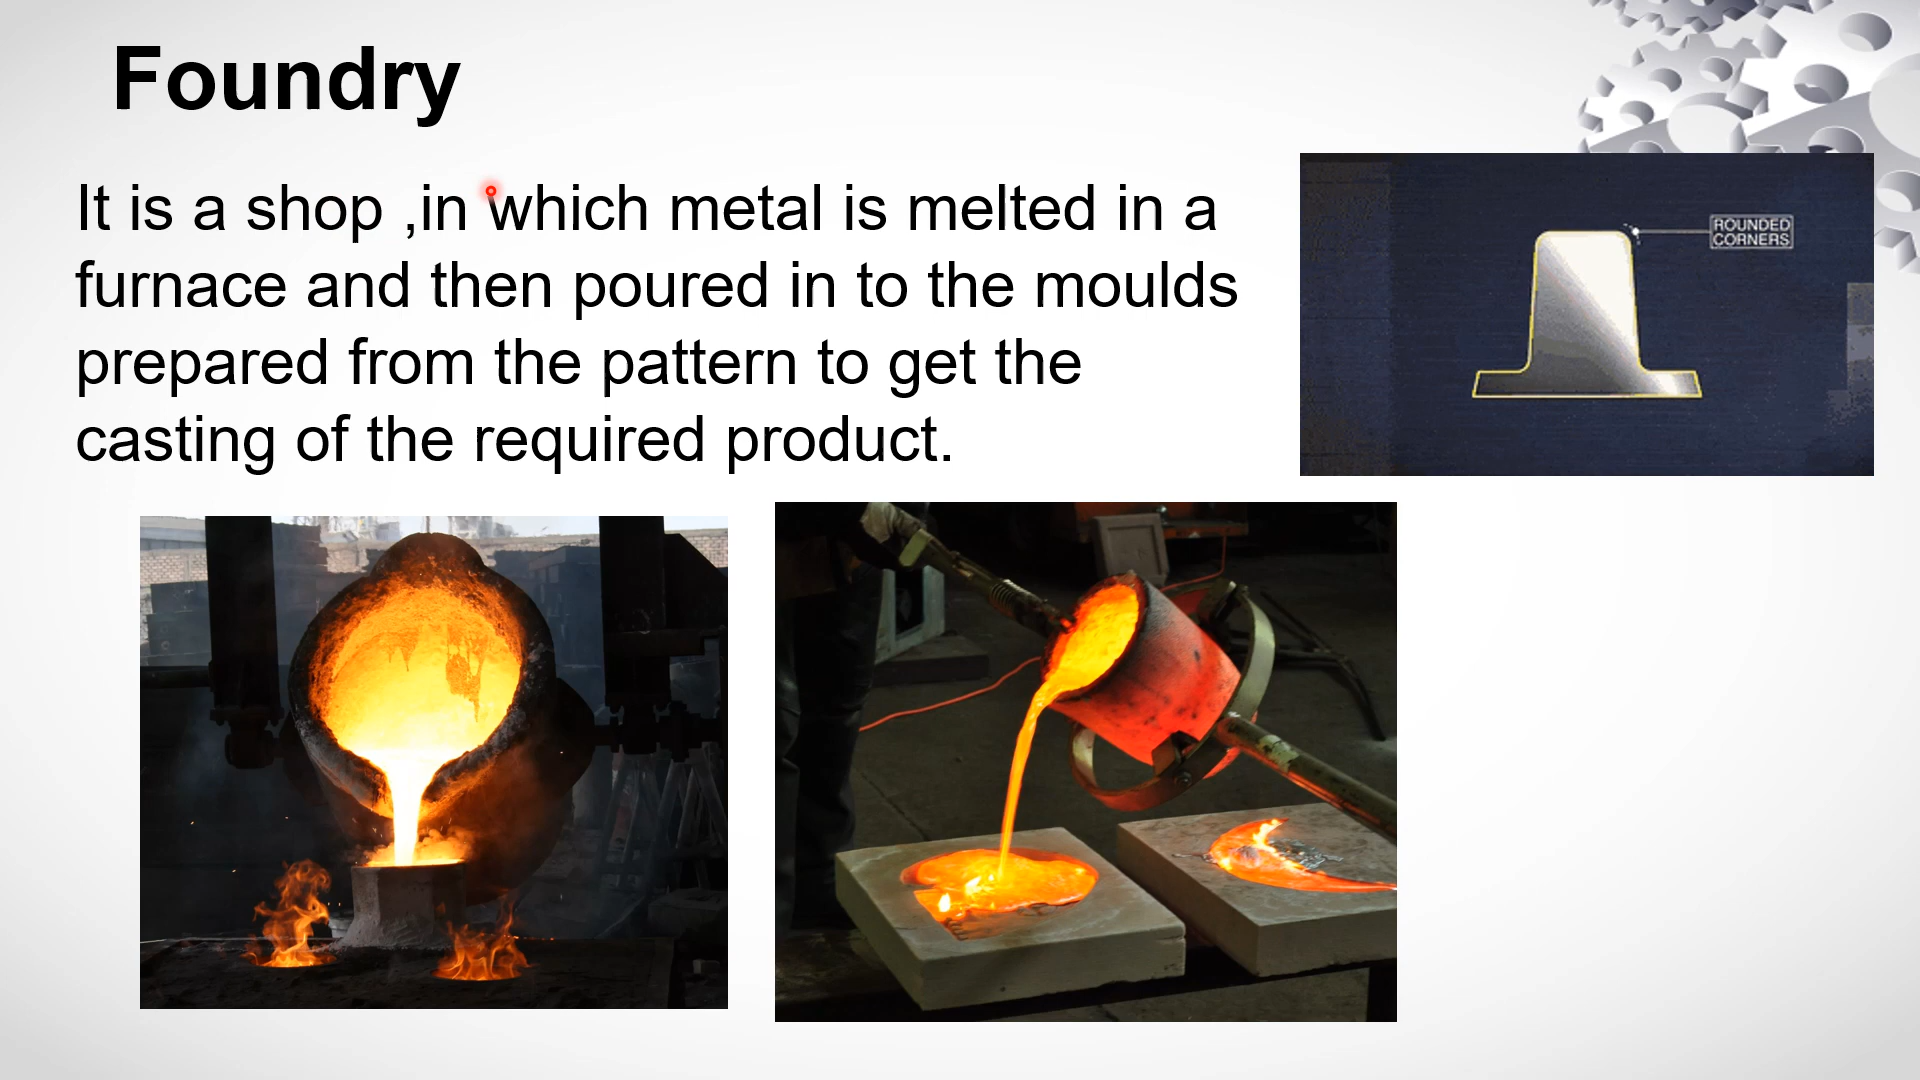 Foundry
It is a shop ,in which metal is melted in a
furnace and then poured in to the moulds
prepared from the pattern to get the
casting of the required product.
ROUNDED
CORNERS